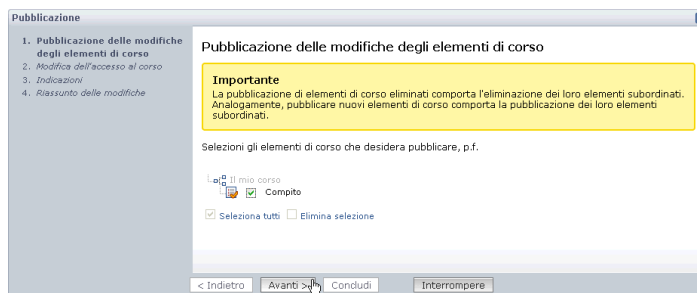 Pubblicazione
1. Pubblicazione delle modifiche
degli elementi di corso
2. Modifica dell'accesso al corso
3. Indicazioni
4. Riassunto delle modifiche
Pubblicazione delle modifiche degli elementi di corso
Importante
La pubblicazione di elementi di corso eliminati comporta l'eliminazione dei loro elementi subordinati.
Analogamente, pubblicare nuovi elementi di corso comporta la pubblicazione dei loro elementi
subordinati.
Selezioni gli elementi di corso che desidera pubblicare, p.f.
Il mio corso
Compito
Seleziona tutti Elimina selezione
< Indietro Avanti > Concludi Interrompere